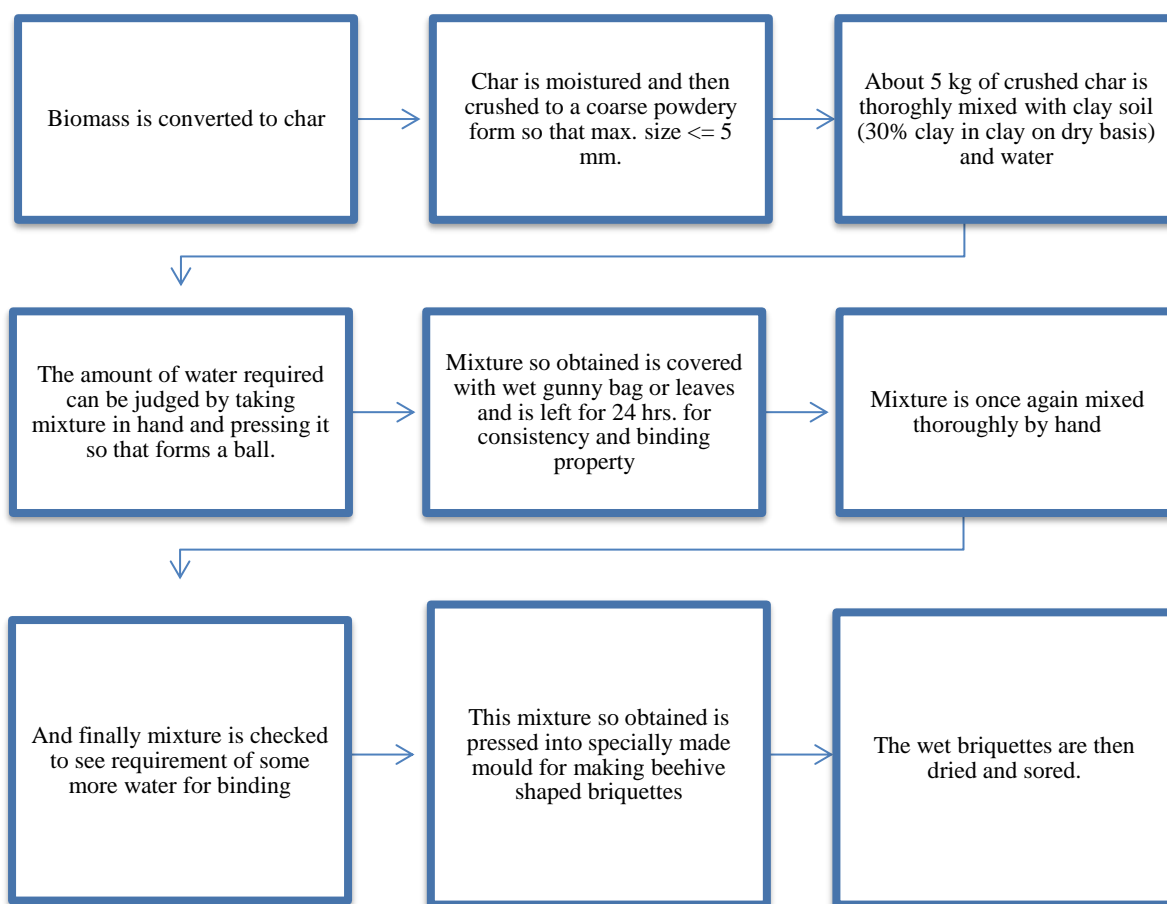 Biomass is converted to char
Char is moistured and then
crushed to a coarse powdery
form so that max. size <= 5
mm.
About 5 kg of crushed char is
thoroghly mixed with clay soil
(30% clay in clay on dry basis)
and water
The amount of water required
can be judged by taking
mixture in hand and pressing it
so that forms a ball.
Mixture so obtained is covered
with wet gunny bag or leaves
and is left for 24 hrs. for
consistency and binding
property
Mixture is once again mixed
thoroughly by hand
And finally mixture is checked
to see requirement of some
more water for binding
This mixture so obtained is
pressed into specially made
mould for making beehive
shaped briquettes
The wet briquettes are then
dried and sored.